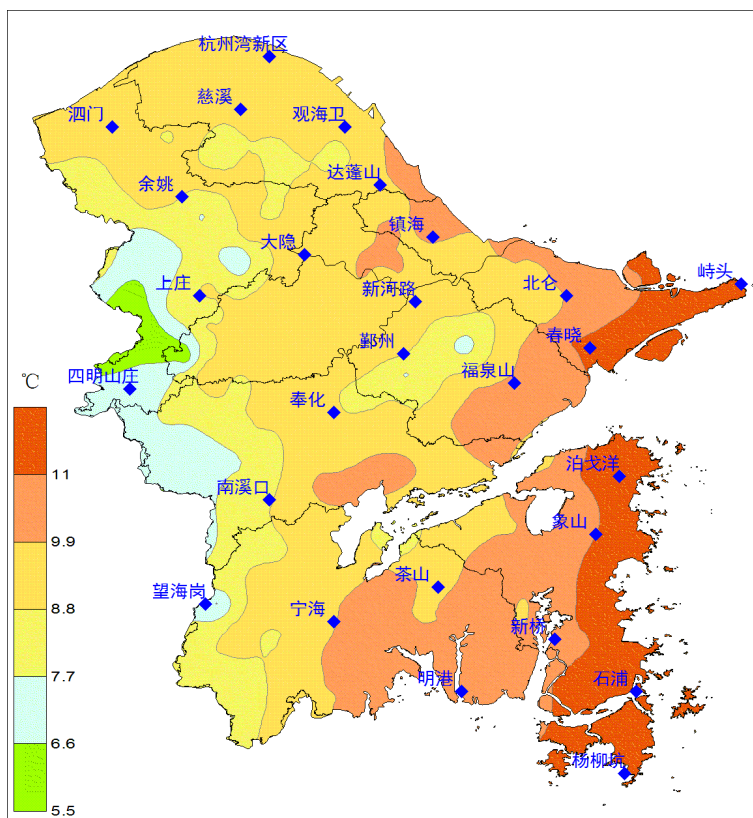 杭州湾新区
慈溪
泗门
观海卫
达蓬山
余姚
镇海
大隐
峙头
上庄
新河路
北仑
春晓
鄞州
福泉山
四明山庄
℃
奉化
泊戈洋
11
南溪口
象山
9.9
茶山
望海岗
8.8
宁海
新桥
7.7
明港
石浦
6.6
杨柳坑
5.5